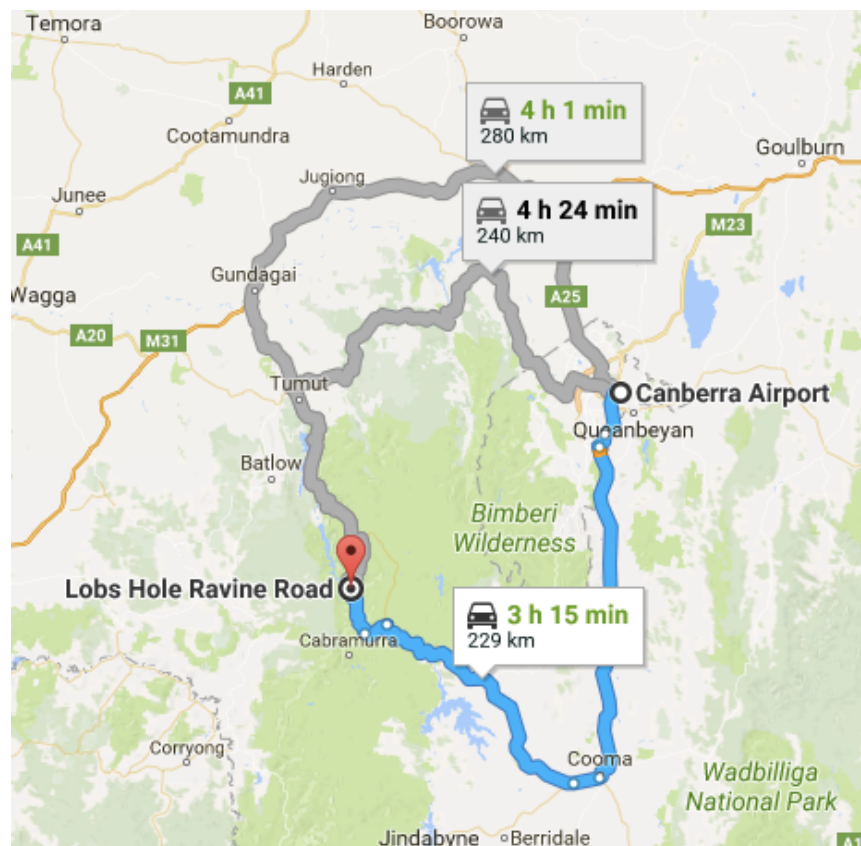 Temora
Boorowa
Harden
A41
4 h 1 min
280 km
Cootamundra
Goulburn
Jugiong
Junee
4 h 24 min
240 km
M23
A41
Gundagai
Wagga
A25
A20
M31
Tumut
Canberra Airport
Queanbeyan
Batlow
Bimberi
Wilderness
Lobs Hole Ravine Road
3 h 15 min
229 km
Cabramurra
Corryong
Cooma
Wadbilliga
National Park
Jindabyne
Berridale
A1